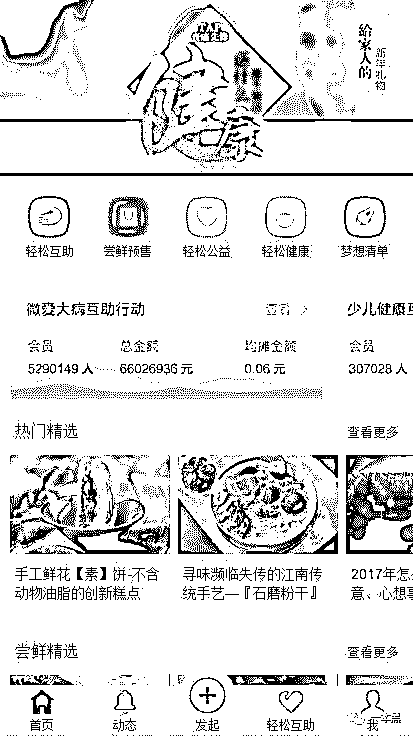 健康
给家人的
新年礼物
轻松互助
尝鲜预售
轻松公益
轻松健康
梦想清单
微爱大病互助行动
查看
少儿健康互
会员
总金额
均摊金额
会员
5290149 人
66026936 元
0.06 元
307028 人
热门精选
查看更多
手工鲜花【素】饼-不含
动物油脂的创新糕点
寻味濒临失传的江南传
统手艺—『石磨粉干』
2017年怎
意、心想事
尝鲜精选
查看更多
首页
动态
发起
轻松互助
我